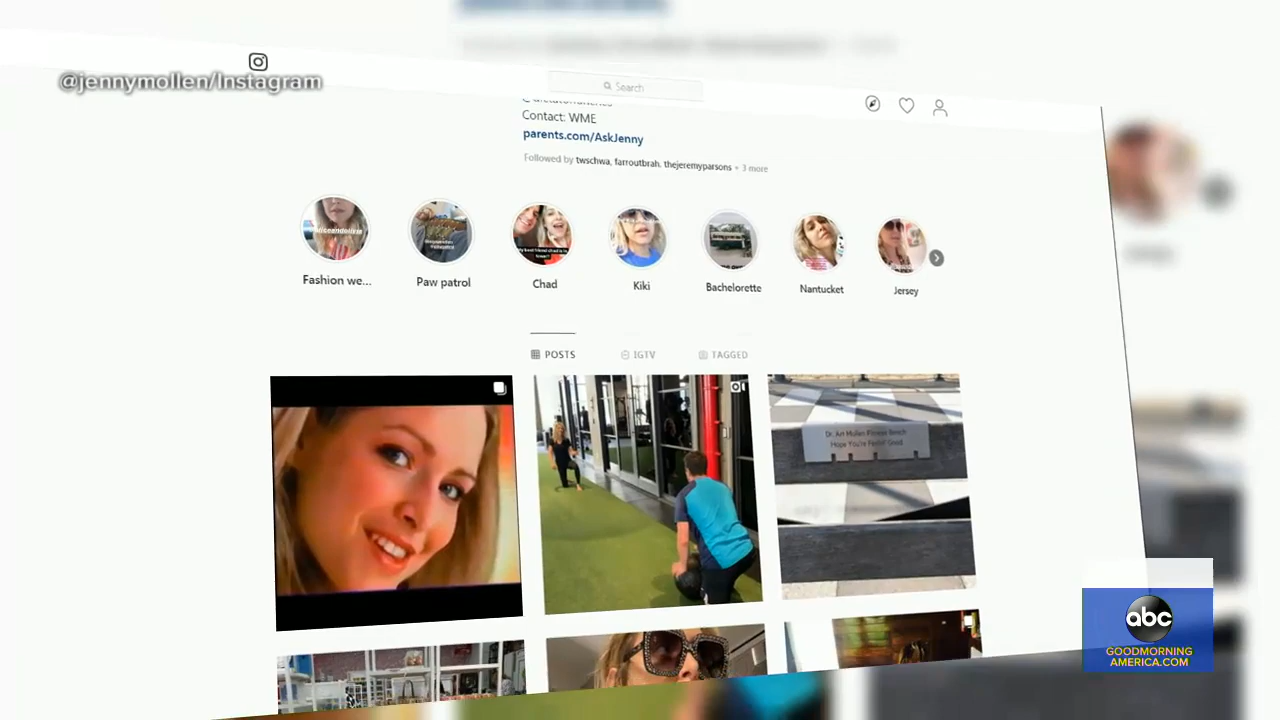 @jennymollen/Instagram
Search
Contact: WME
parents.com/AskJenny
Followed by twschwa, farroutbrah, thejeremyparsons • 3 more
Fashion we...
Paw patrol
Chad
Kiki
Bachelorette
Nantucket
Jersey
POSTS
IGTV
TAGGED
Dr. Art Mollen Fitness Bench
Hope You're Feelin' Good
abc
GOODMORNING
AMERICA.COM